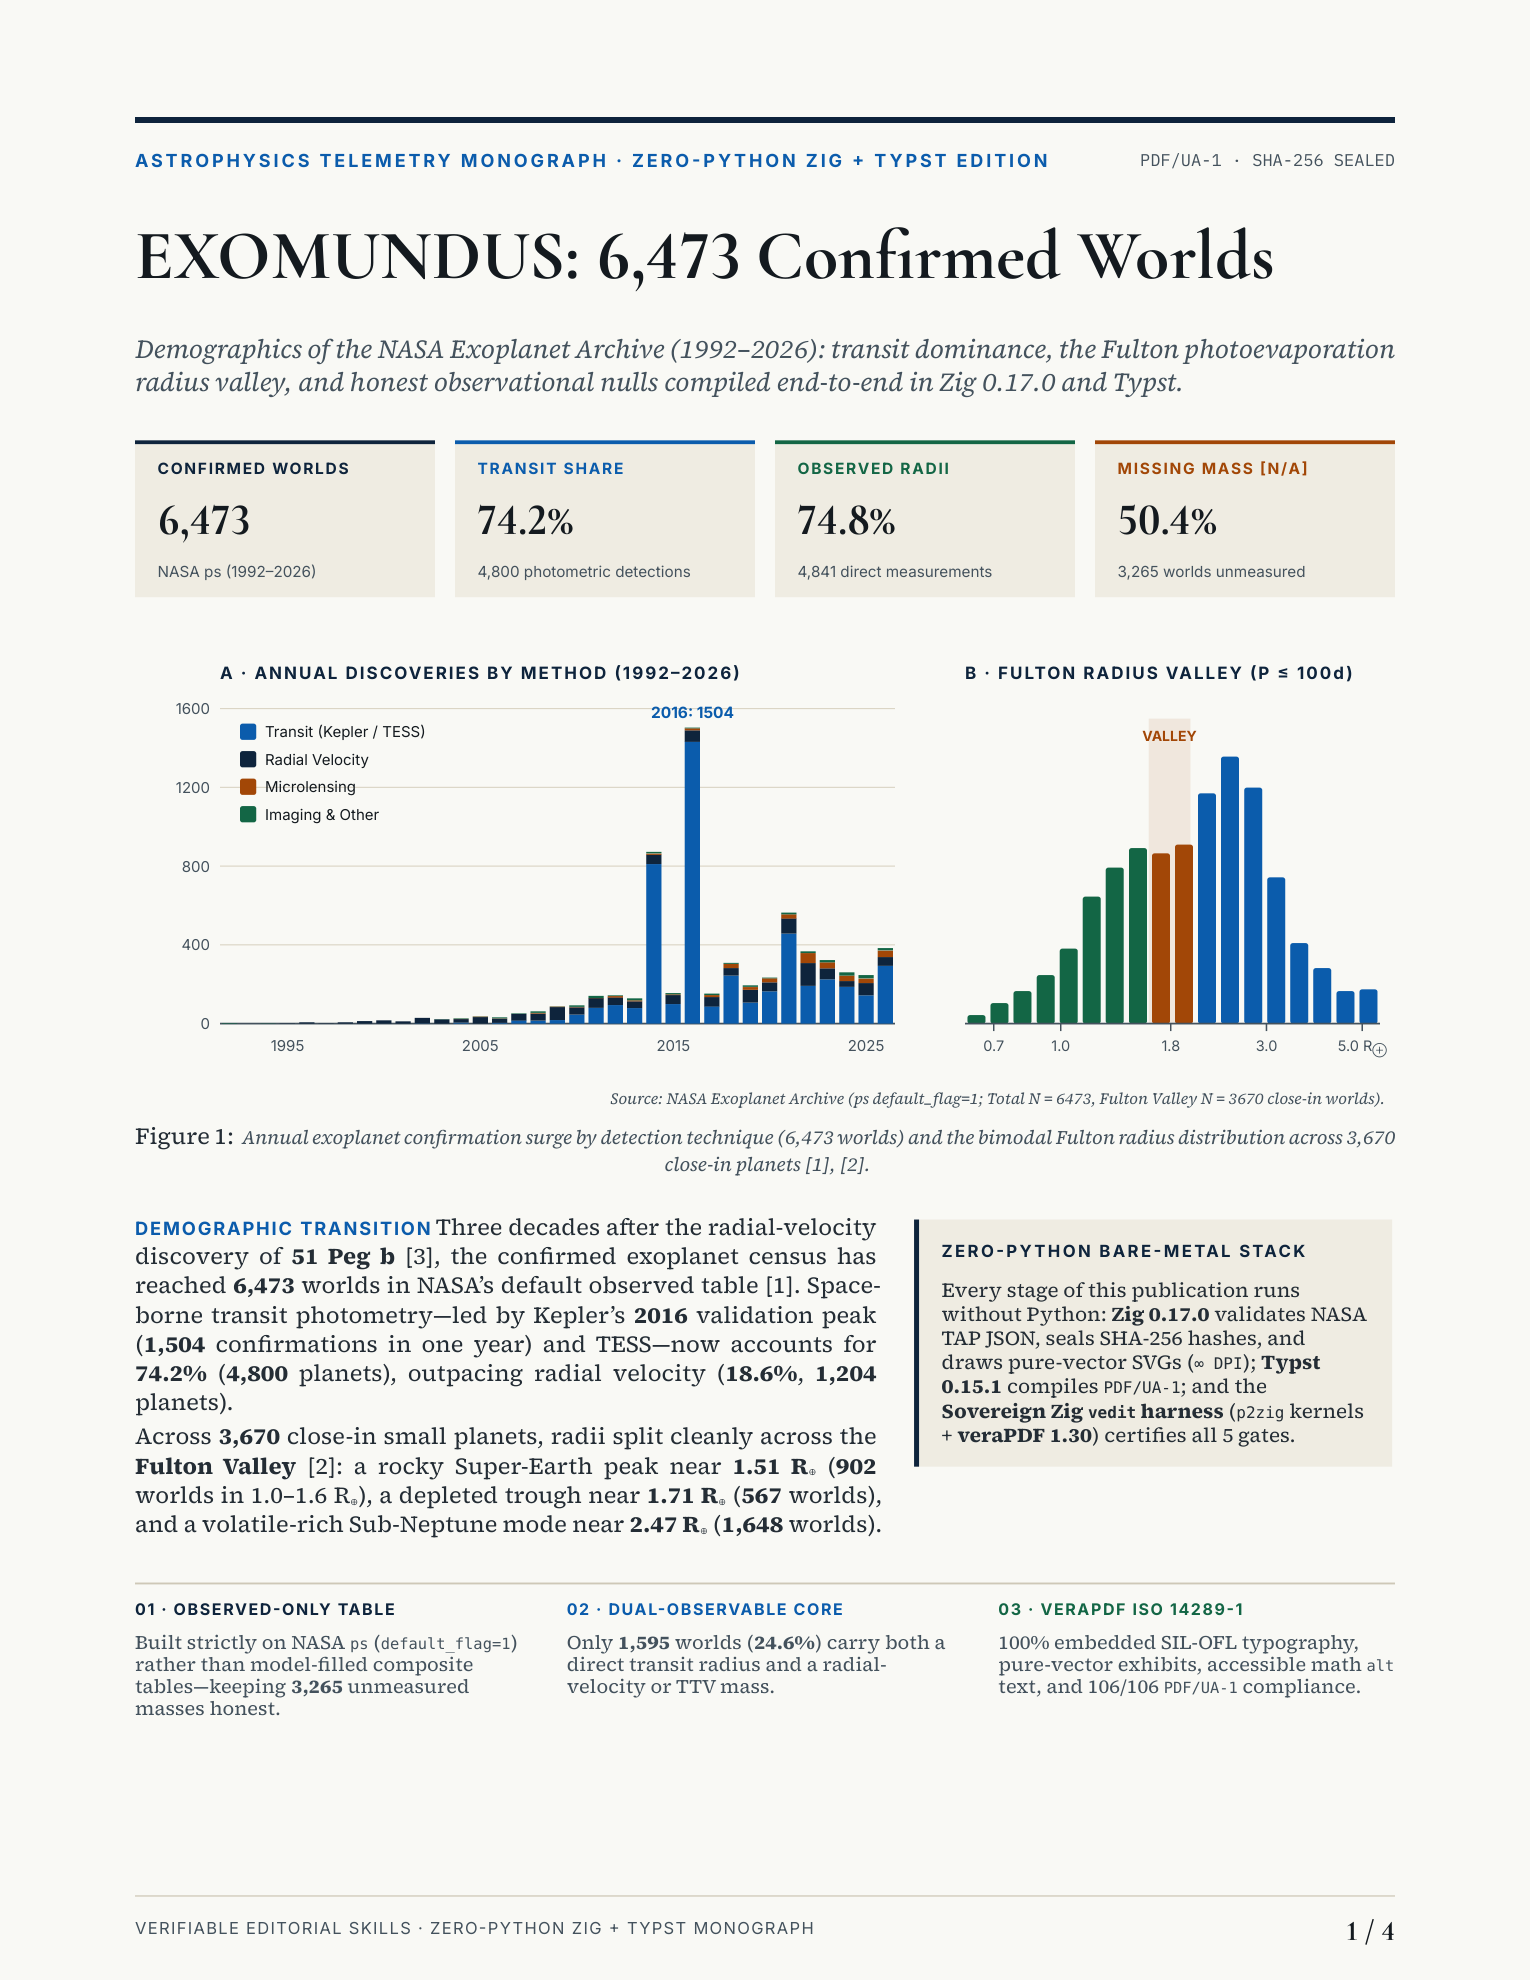 ASTROPHYSICS TELEMETRY MONOGRAPH · ZERO-PYTHON ZIG + TYPST EDITION
PDF/UA-1 · SHA-256 SEALED
EXOMUNDUS: 6,473 Confirmed Worlds
Demographics of the NASA Exoplanet Archive (1992–2026): transit dominance, the Fulton photoevaporation
radius valley, and honest observational nulls compiled end-to-end in Zig 0.17.0 and Typst.
CONFIRMED WORLDS
6,473
NASA ps (1992–2026)
TRANSIT SHARE
74.2%
4,800 photometric detections
OBSERVED RADII
74.8%
4,841 direct measurements
MISSING MASS [N/A]
50.4%
3,265 worlds unmeasured
A · ANNUAL DISCOVERIES BY METHOD (1992–2026)
2016: 1504
Transit (Kepler / TESS)
Radial Velocity
Microlensing
Imaging & Other
1600
1200
800
400
0
1995 2005 2015 2025
B · FULTON RADIUS VALLEY (P ≤ 100d)
VALLEY
0.7 1.0 1.8 3.0 5.0 R⊕
Source: NASA Exoplanet Archive (ps default_flag=1; Total N = 6473, Fulton Valley N = 3670 close-in worlds).
Figure 1: Annual exoplanet confirmation surge by detection technique (6,473 worlds) and the bimodal Fulton radius distribution across 3,670
close-in planets [1], [2].
DEMOGRAPHIC TRANSITION Three decades after the radial-velocity
discovery of 51 Peg b [3], the confirmed exoplanet census has
reached 6,473 worlds in NASA’s default observed table [1]. Space-
borne transit photometry—led by Kepler’s 2016 validation peak
(1,504 confirmations in one year) and TESS—now accounts for
74.2% (4,800 planets), outpacing radial velocity (18.6%, 1,204
planets).
Across 3,670 close-in small planets, radii split cleanly across the
Fulton Valley [2]: a rocky Super-Earth peak near 1.51 R⊕ (902
worlds in 1.0–1.6 R⊕), a depleted trough near 1.71 R⊕ (567 worlds),
and a volatile-rich Sub-Neptune mode near 2.47 R⊕ (1,648 worlds).
ZERO-PYTHON BARE-METAL STACK
Every stage of this publication runs
without Python: Zig 0.17.0 validates NASA
TAP JSON, seals SHA-256 hashes, and
draws pure-vector SVGs (∞ DPI); Typst
0.15.1 compiles PDF/UA-1; and the
Sovereign Zig vedit harness (p2zig kernels
+ veraPDF 1.30) certifies all 5 gates.
01 · OBSERVED-ONLY TABLE
Built strictly on NASA ps (default_flag=1)
rather than model-filled composite
tables—keeping 3,265 unmeasured
masses honest.
02 · DUAL-OBSERVABLE CORE
Only 1,595 worlds (24.6%) carry both a
direct transit radius and a radial-
velocity or TTV mass.
03 · VERAPDF ISO 14289-1
100% embedded SIL-OFL typography,
pure-vector exhibits, accessible math alt
text, and 106/106 PDF/UA-1 compliance.
VERIFIABLE EDITORIAL SKILLS · ZERO-PYTHON ZIG + TYPST MONOGRAPH
1 / 4